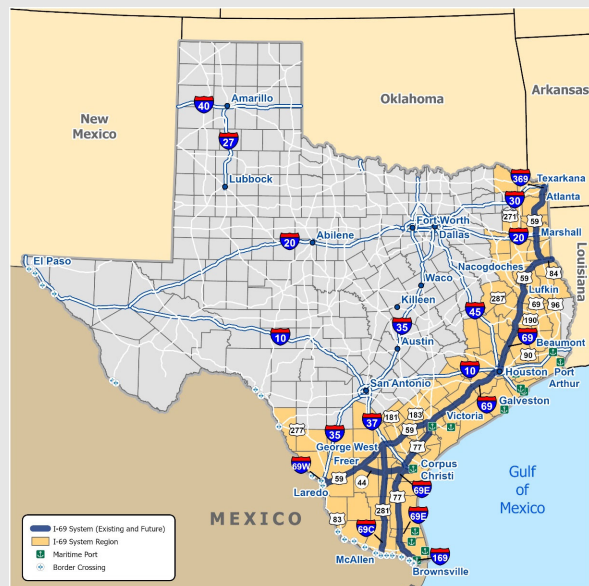 Oklahoma
Arkansas
New
Mexico
40
Amarillo
27
Lubbock
369
Texarkana
30
Atlanta
271
59
Fort Worth
Dallas
20
Marshall
Abilene
20
El Paso
Nacogdoches
84
Louisiana
59
Waco
287
Lufkin
Killeen
45
69
96
35
190
Austin
69
10
Beaumont
90
10
Houston
Port
Arthur
San Antonio
Galveston
69
37
181
183
Victoria
59
277
35
George West
77
69W
Freer
Corpus
Christi
Gulf
of
Mexico
59
44
Laredo
77
69E
281
69E
83
69C
MEXICO
McAllen
169
Brownsville
I-69 System (Existing and Future)
I-69 System Region
Maritime Port
Border Crossing